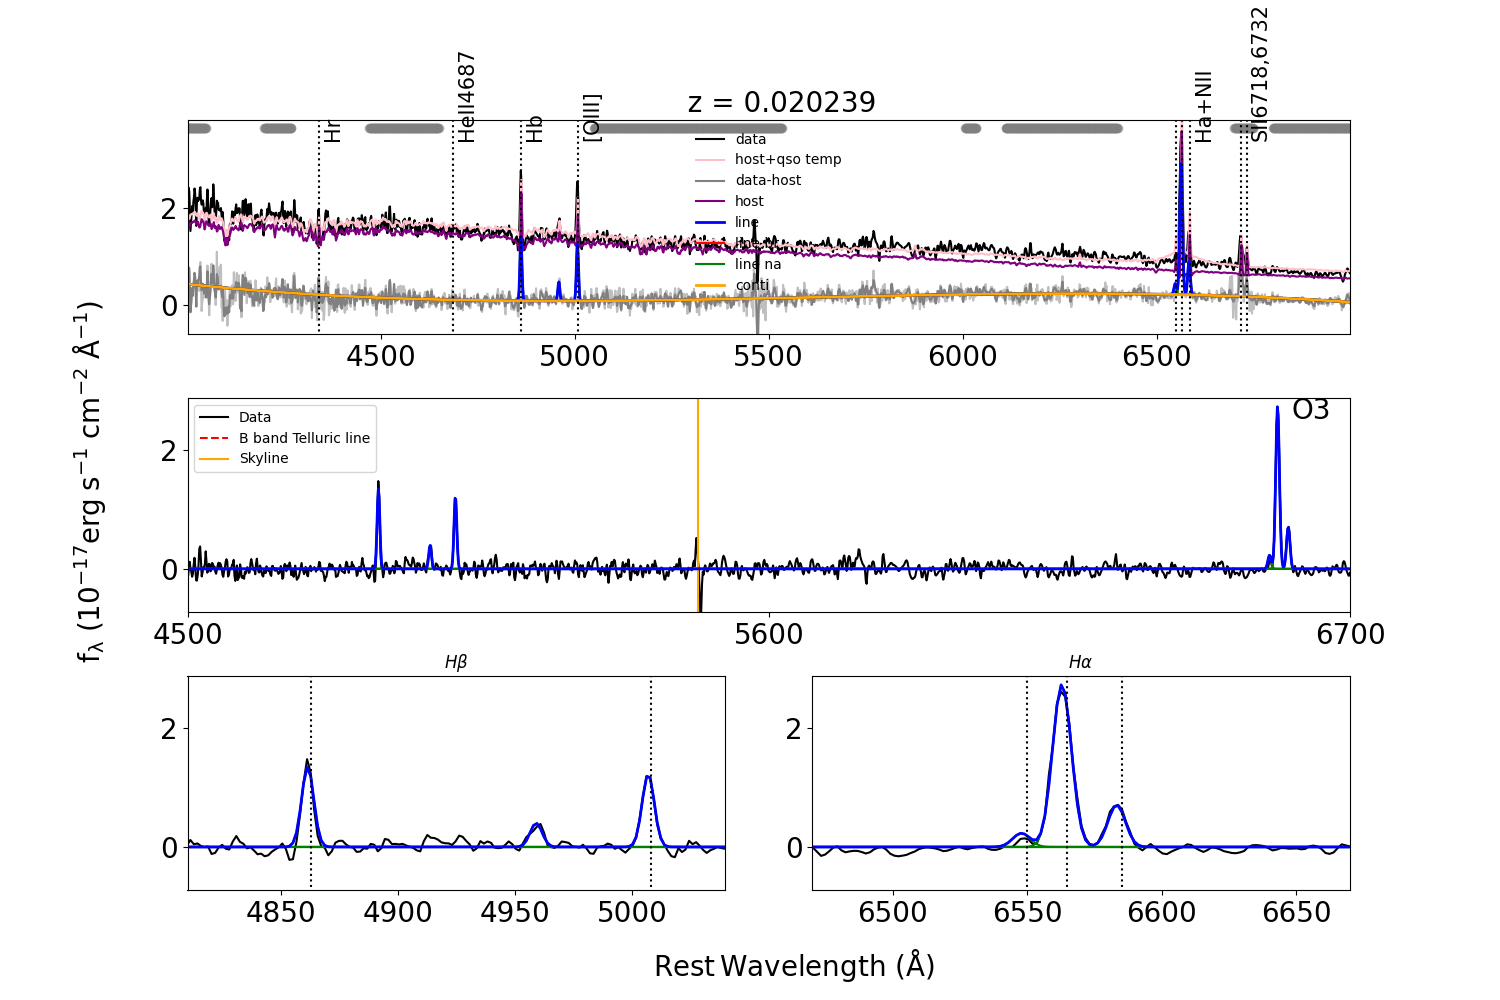 z = 0.020239
Hr
HeII4687
Hb
[OIII]
Ha+NII
SII6718,6732
data
host+qso temp
data-host
host
line
line na
conti
2
0
4500
5000
5500
6000
6500
fλ (10⁻¹⁷erg s⁻¹ cm⁻² Å⁻¹)
Data
B band Telluric line
Skyline
O3
2
0
4500
5600
6700
Hβ
2
0
4850
4900
4950
5000
Hα
2
0
6500
6550
6600
6650
Rest Wavelength (Å)